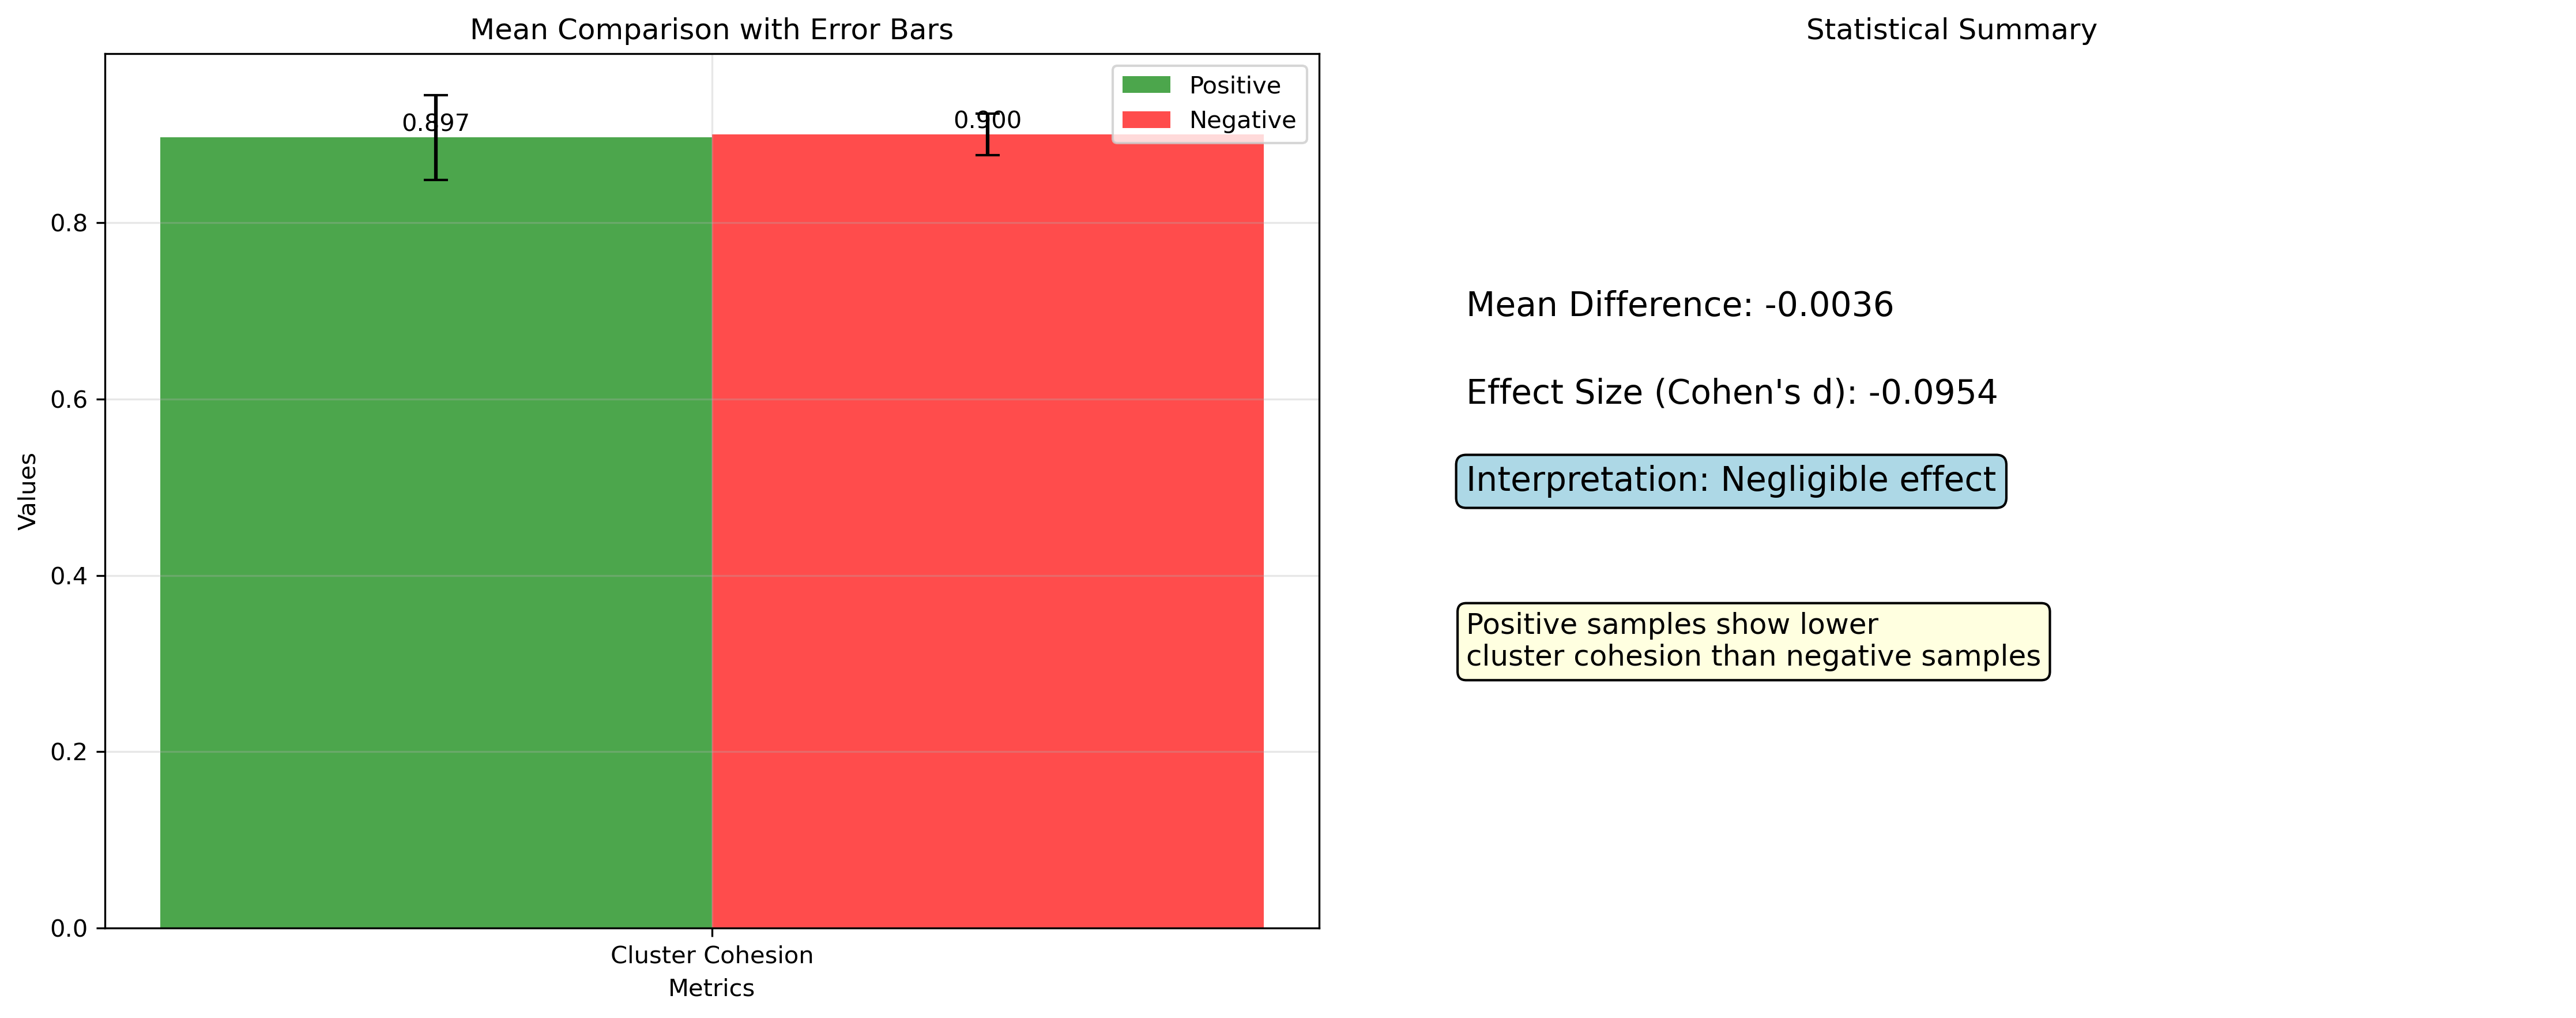 Mean Comparison with Error Bars
0.897
0.900
Positive
Negative
0.8
0.6
0.4
0.2
0.0
Values
Cluster Cohesion
Metrics
Statistical Summary
Mean Difference: -0.0036
Effect Size (Cohen's d): -0.0954
Interpretation: Negligible effect
Positive samples show lower
cluster cohesion than negative samples